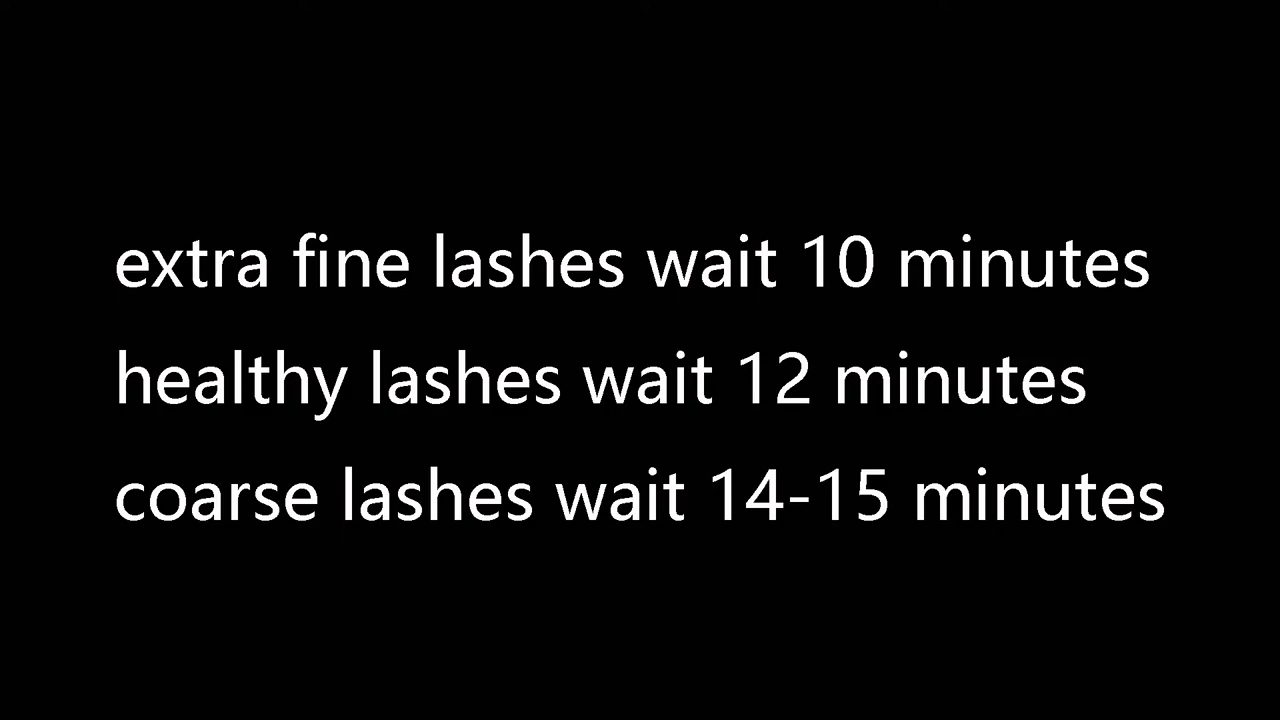 extra fine lashes wait 10 minutes
healthy lashes wait 12 minutes
coarse lashes wait 14-15 minutes